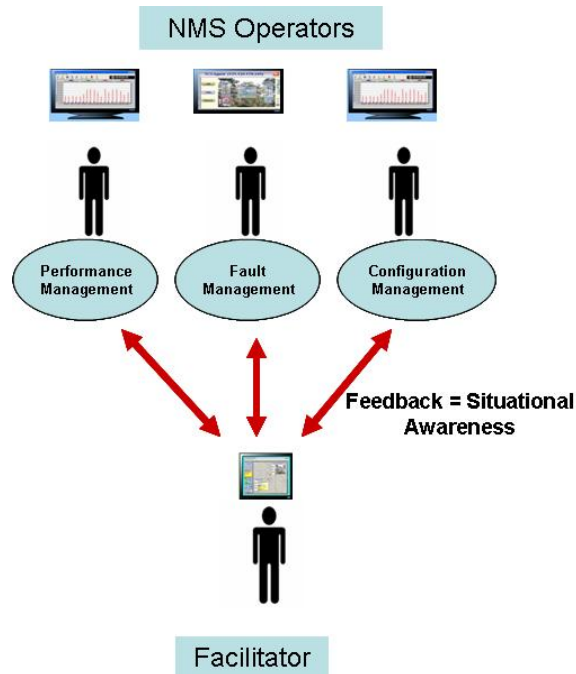 NMS Operators
Performance
Management
Fault
Management
Configuration
Management
Feedback = Situational
Awareness
Facilitator